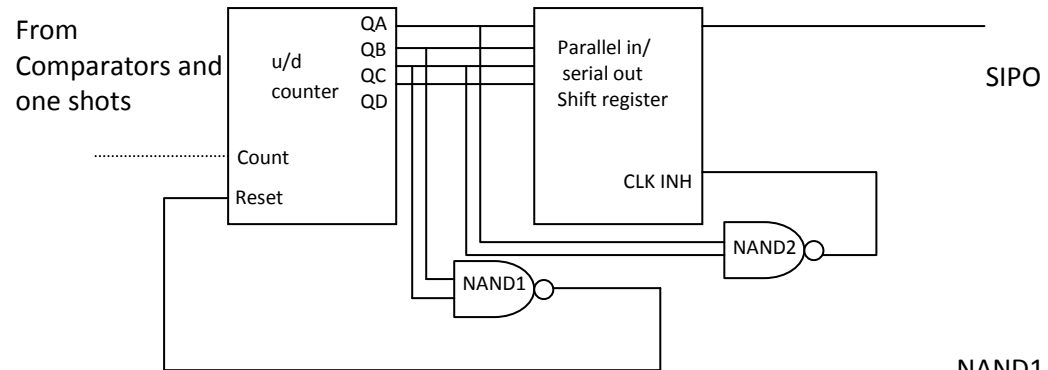 From
Comparators and
one shots
u/d
counter
QA
QB
QC
QD
Count
Reset
Parallel in/
serial out
Shift register
CLK INH
SIPO
NAND2
NAND1
NAND1